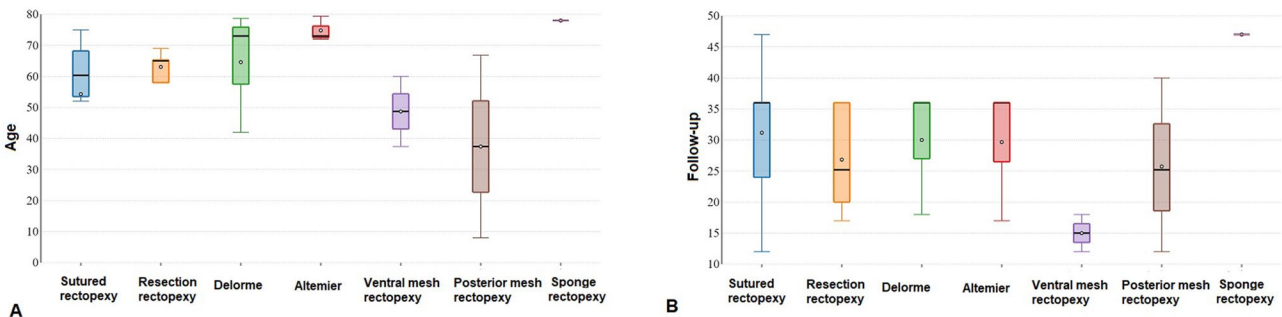 80
70
60
50
40
30
20
10
0
Age
Sutured
rectopexy
Resection
rectopexy
Delorme
Altemier
Ventral mesh
rectopexy
Posterior mesh
rectopexy
Sponge
rectopexy
A
50
45
40
35
30
25
20
15
10
Follow-up
Sutured
rectopexy
Resection
rectopexy
Delorme
Altemier
Ventral mesh
rectopexy
Posterior mesh
rectopexy
Sponge
rectopexy
B